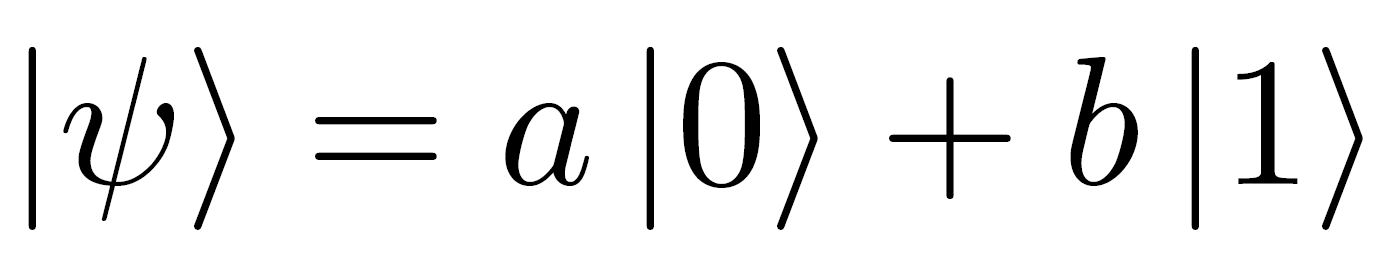 |ψ⟩ = a |0⟩ + b |1⟩